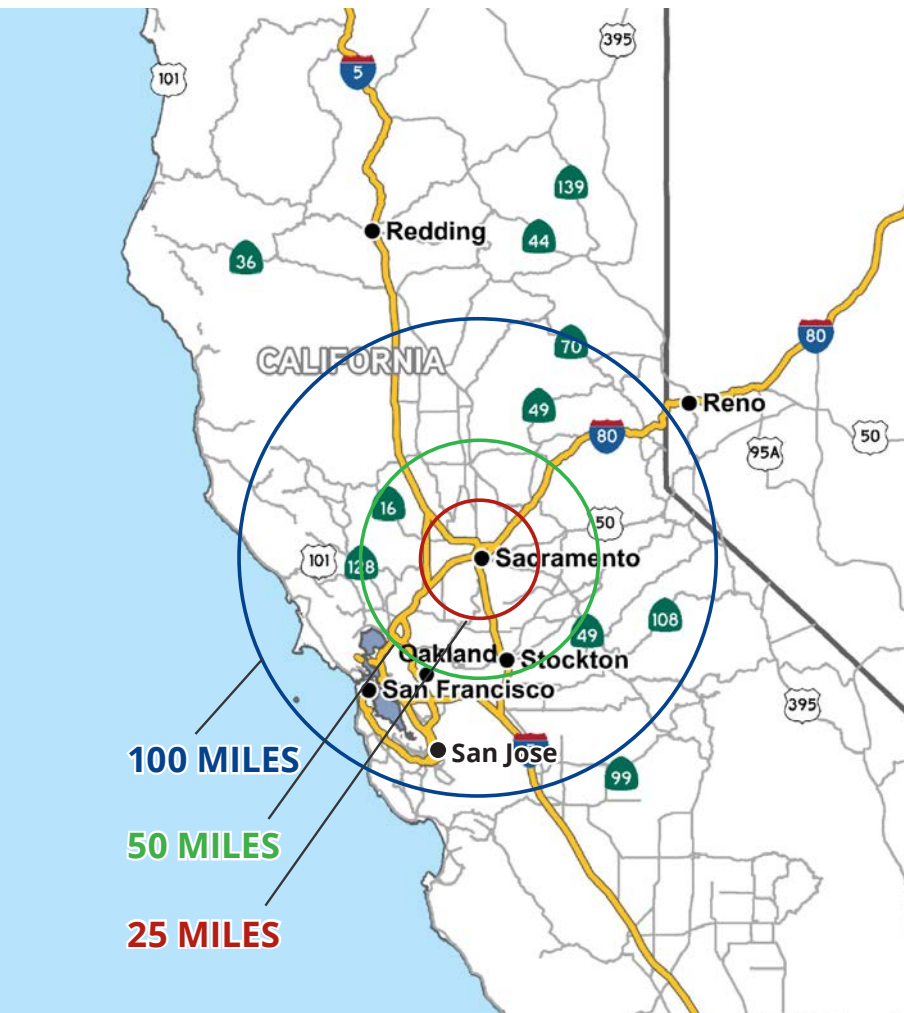 395
101
5
139
Redding
44
36
80
70
CALIFORNIA
Reno
49
80
50
95A
16
50
Sacramento
101
128
108
49
Oakland
Stockton
San Francisco
395
San Jose
100 MILES
99
50 MILES
25 MILES